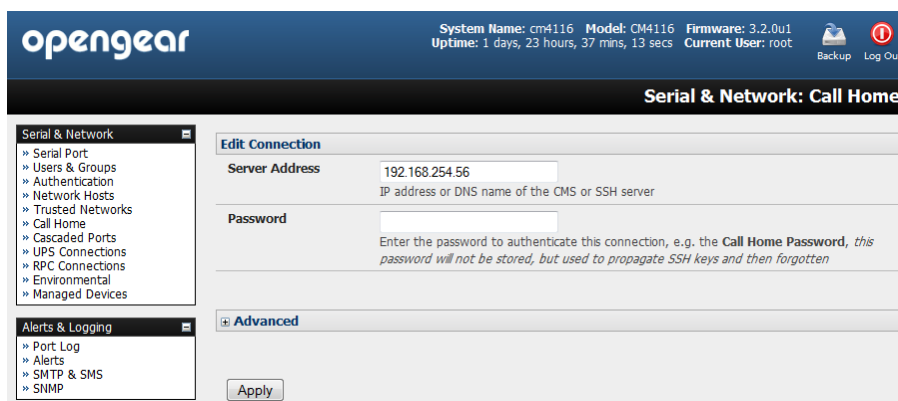 opengear
System Name: cm4116 Model: CM4116 Firmware: 3.2.0u1
Uptime: 1 days, 23 hours, 37 mins, 13 secs Current User: root
Backup
Log Ou
Serial & Network: Call Home
Serial & Network
» Serial Port
» Users & Groups
» Authentication
» Network Hosts
» Trusted Networks
» Call Home
» Cascaded Ports
» UPS Connections
» RPC Connections
» Environmental
» Managed Devices
Alerts & Logging
» Port Log
» Alerts
» SMTP & SMS
» SNMP
Edit Connection
Server Address
192.168.254.56
IP address or DNS name of the CMS or SSH server
Password
Enter the password to authenticate this connection, e.g. the Call Home Password, this
password will not be stored, but used to propagate SSH keys and then forgotten
Advanced
Apply